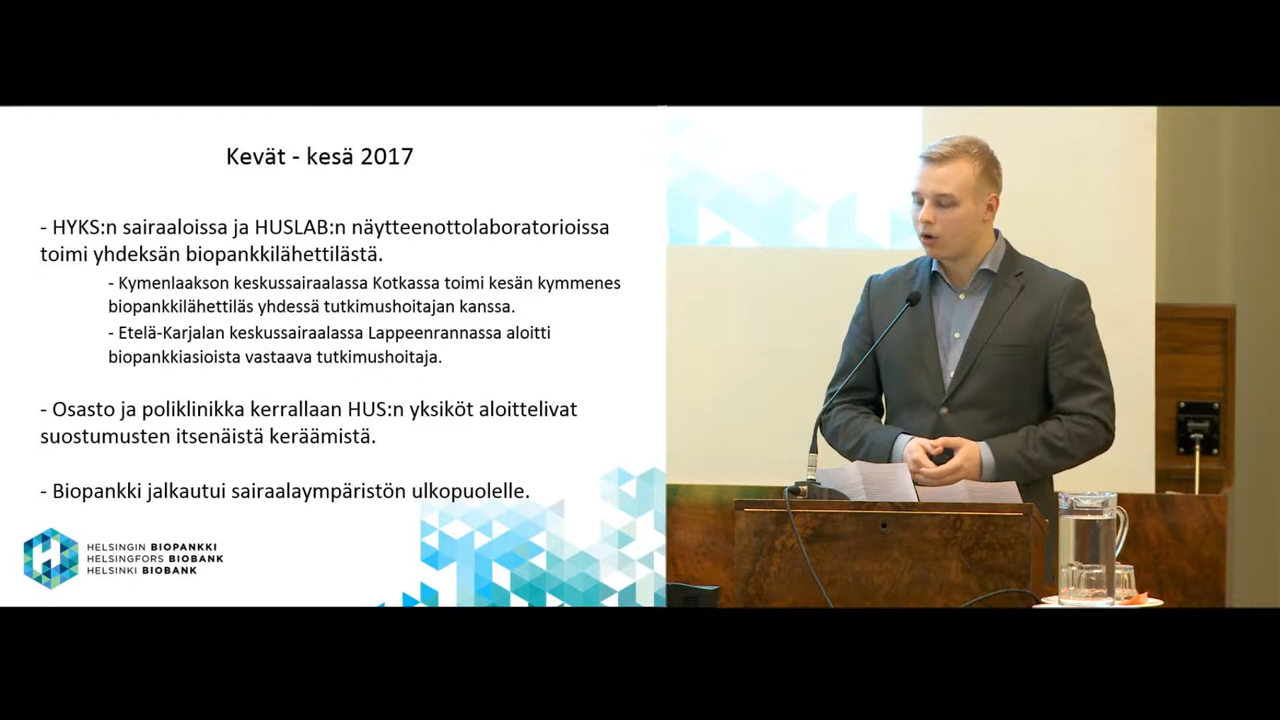 Kevät - kesä 2017
- HYKS:n sairaaloissa ja HUSLAB:n näytteenottolaboratorioissa
toimi yhdeksän biopankkilähettilästä.
- Kymenlaakson keskussairaalassa Kotkassa toimi kesän kymmenes
biopankkilähettiläs yhdessä tutkimushoitajan kanssa.
- Etelä-Karjalan keskussairaalassa Lappeenrannassa aloitti
biopankkiasioista vastaava tutkimushoitaja.
- Osasto ja poliklinikka kerrallaan HUS:n yksiköt aloittelivat
suostumusten itsenäistä keräämistä.
- Biopankki jalkautui sairaalaympäristön ulkopuolelle.
H
HELSINGIN BIOPANKKI
HELSINGFORS BIOBANK
HELSINKI BIOBANK